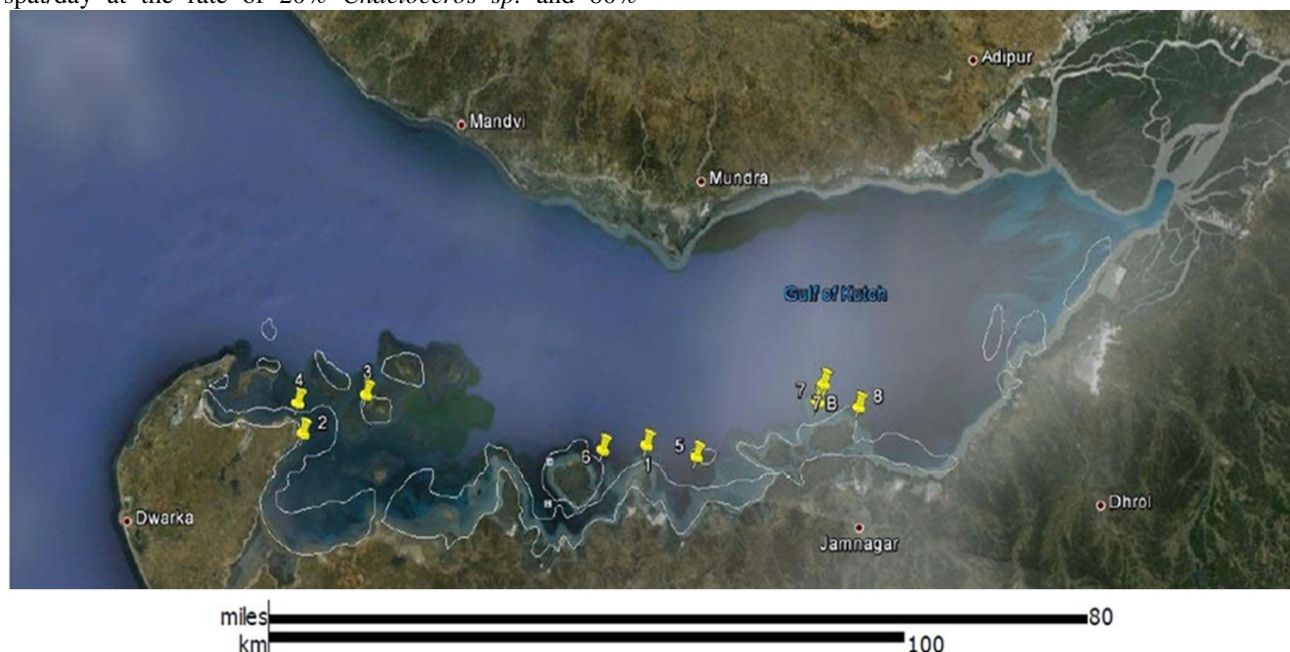 spat/day at the rate of 20% Chaetoceros sp. and 80%
Adipur
Mandvi
Mundra
Gulf of Kutch
4
3
2
7
7B
8
6
1
5
Dwarka
Dhrol
Jamnagar
miles 80
km 100